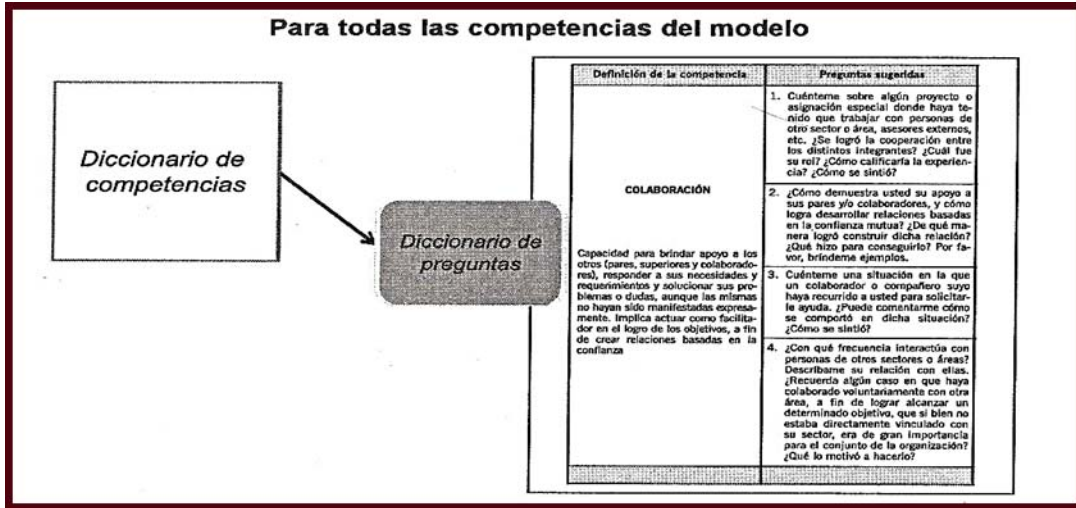 Para todas las competencias del modelo
Diccionario de
competencias
Diccionario de
preguntas
Definición de la competencia
Preguntas sugeridas
COLABORACIÓN
Capacidad para brindar apoyo a los
otros (pares, superiores y colaborado-
res), responder a sus necesidades y
requerimientos y solucionar sus pro-
blemas o dudas, aunque las mismas
no hayan sido manifestadas expresa-
mente. Implica actuar como facilita-
dor en el logro de los objetivos, a fin
de crear relaciones basadas en la
confianza
1. Cuénteme sobre algún proyecto o
asignación especial donde haya te-
nido que trabajar con personas de
otro sector o área, asesores externos,
etc. ¿Se logró la cooperación entre
los distintos integrantes? ¿Cuál fue
su rol? ¿Cómo calificaría la experien-
cia? ¿Cómo se sintió?
2. ¿Cómo demuestra usted su apoyo a
sus pares y/o colaboradores, y cómo
logra desarrollar relaciones basadas
en la confianza mutua? ¿De qué ma-
nera logró construir dicha relación?
¿Qué hizo para conseguirlo? Por fa-
vor, bríndeme ejemplos.
3. Cuénteme una situación en la que
un colaborador o compañero suyo
haya recurrido a usted para solicitar-
le ayuda. ¿Puede comentarme cómo
se comportó en dicha situación?
¿Cómo se sintió?
4. ¿Con qué frecuencia interactúa con
personas de otros sectores o áreas?
Descríbame su relación con ellas.
¿Recuerda algún caso en que haya
colaborado voluntariamente con otra
área, a fin de lograr alcanzar un
determinado objetivo, que si bien no
estaba directamente vinculado con
su sector, era de gran importancia
para el conjunto de la organización?
¿Qué lo motivó a hacerlo?